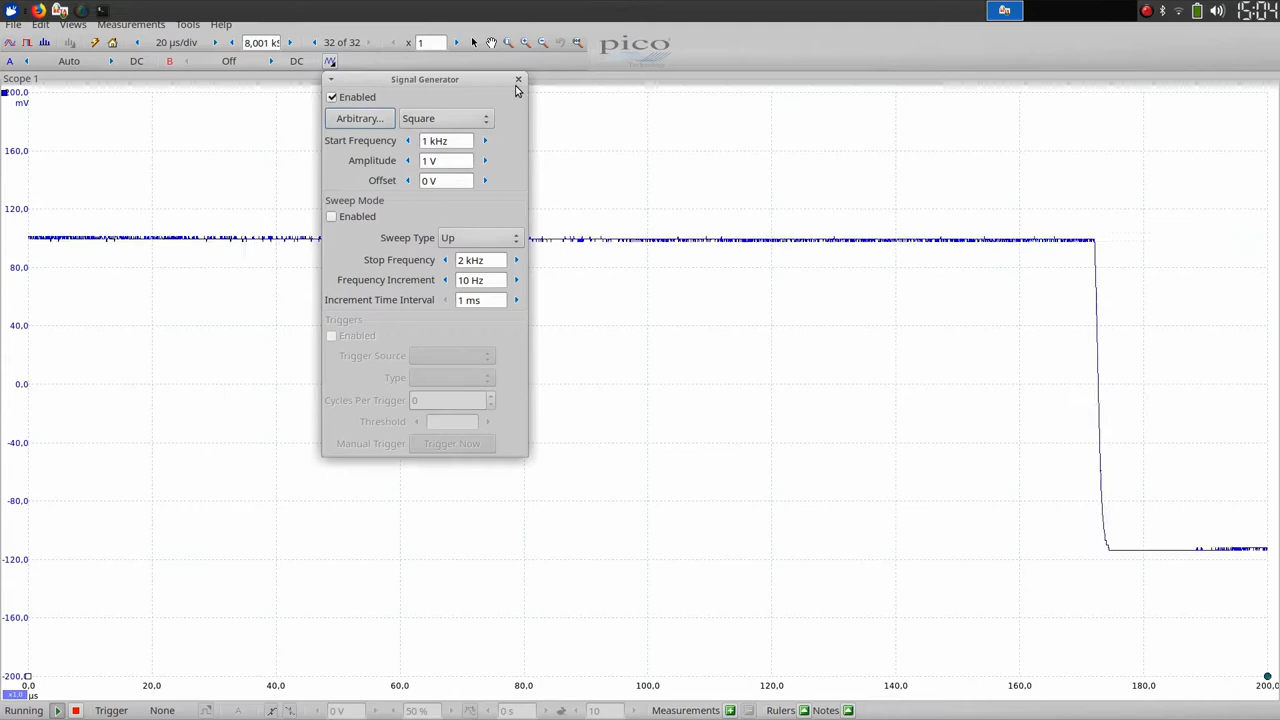 15:04
File Edit Views Measurements Tools Help
20 µs/div 8,001 kS 32 of 32 x 1
pico
Technology
A Auto DC B Off DC
Scope 1
Signal Generator
Enabled
Arbitrary... Square
Start Frequency 1 kHz
Amplitude 1 V
Offset 0 V
Sweep Mode
Enabled
Sweep Type Up
Stop Frequency 2 kHz
Frequency Increment 10 Hz
Increment Time Interval 1 ms
Triggers
Enabled
Trigger Source
Type
Cycles Per Trigger 0
Threshold
Manual Trigger Trigger Now
200.0
mV
160.0
120.0
80.0
40.0
0.0
-40.0
-80.0
-120.0
-160.0
-200.0
x1.0
0.0 20.0 40.0 60.0 80.0 100.0 120.0 140.0 160.0 180.0 200.0
µs
Running Trigger None A 0 V 50 % 0 s 10 Measurements Rulers Notes